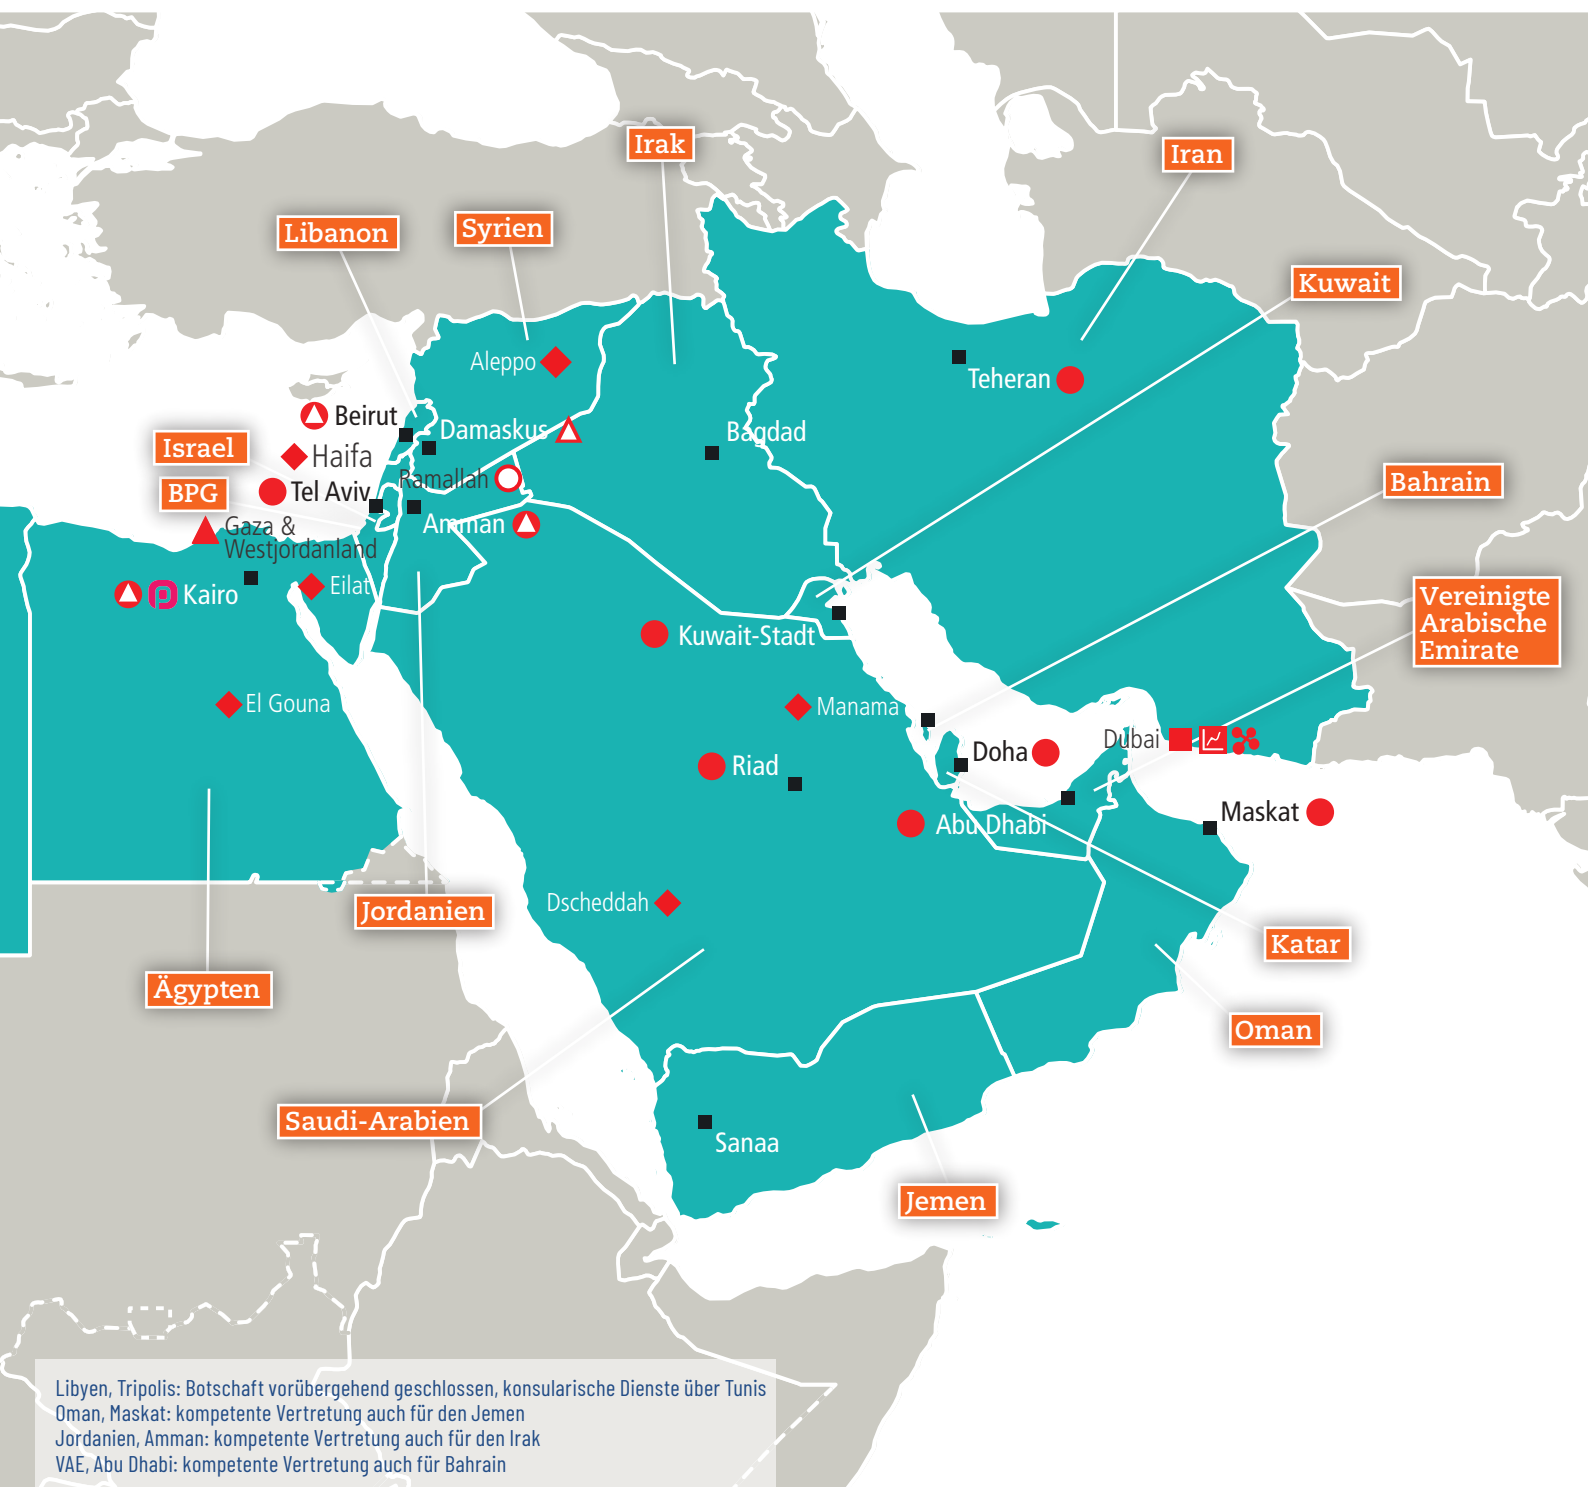 Irak
Iran
Libanon
Syrien
Kuwait
Aleppo
Teheran
Beirut
Damaskus
Bagdad
Israel
Haifa
Ramallah
Bahrain
BPG
Tel Aviv
Amman
Gaza &
Westjordanland
Eilat
Kairo
Vereinigte
Arabische
Emirate
Kuwait-Stadt
El Gouna
Manama
Dubai
Doha
Riad
Maskat
Abu Dhabi
Dscheddah
Jordanien
Katar
Ägypten
Oman
Saudi-Arabien
Sanaa
Jemen
Libyen, Tripolis: Botschaft vorübergehend geschlossen, konsularische Dienste über Tunis
Oman, Maskat: kompetente Vertretung auch für den Jemen
Jordanien, Amman: kompetente Vertretung auch für den Irak
VAE, Abu Dhabi: kompetente Vertretung auch für Bahrain